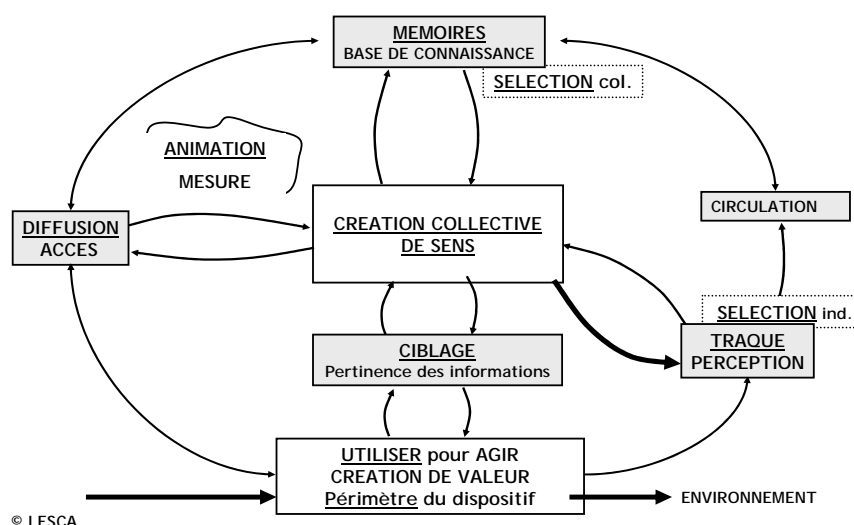 MEMOIRES
BASE DE CONNAISSANCE
SELECTION col.
ANIMATION
MESURE
CREATION COLLECTIVE
DE SENS
CIRCULATION
DIFFUSION
ACCES
SELECTION ind.
TRAQUE
PERCEPTION
CIBLAGE
Pertinence des informations
UTILISER pour AGIR
CREATION DE VALEUR
Périmètre du dispositif
ENVIRONNEMENT
© LESCA